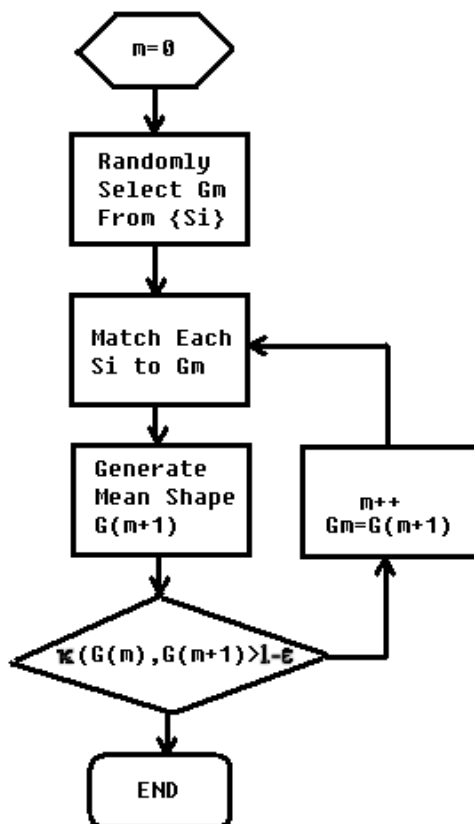 m=0
Randomly
Select Gm
From {Si}
Match Each
Si to Gm
Generate
Mean Shape
G(m+1)
m++
Gm=G(m+1)
κ(G(m),G(m+1)>1-ε
END